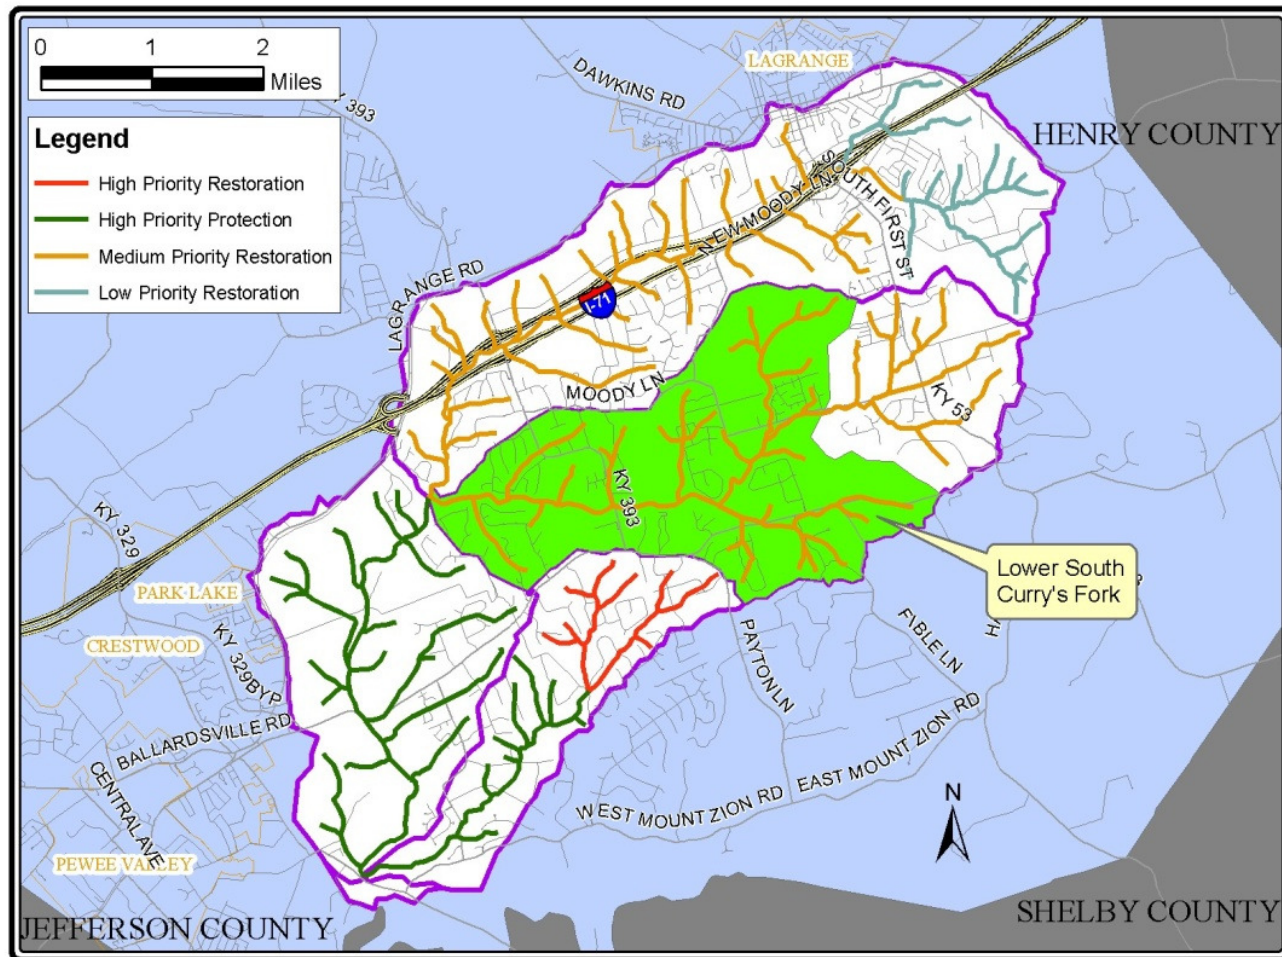 0 1 2
Miles
Legend
High Priority Restoration
High Priority Protection
Medium Priority Restoration
Low Priority Restoration
KY 393
DAWKINS RD
LAGRANGE
HENRY COUNTY
LAGRANGE RD
NEW MOODY LN
SOUTH FIRST ST
I-71
MOODY LN
KY 53
KY 393
KY 329
PARK LAKE
CRESTWOOD
KY 329BYP
BALLARDSVILLE RD
CENTRAL AVE
PEWEE VALLEY
Lower South
Curry's Fork
PAYTON LN
FIBLE LN
HA
WEST MOUNT ZION RD
EAST MOUNT ZION RD
N
JEFFERSON COUNTY
SHELBY COUNTY